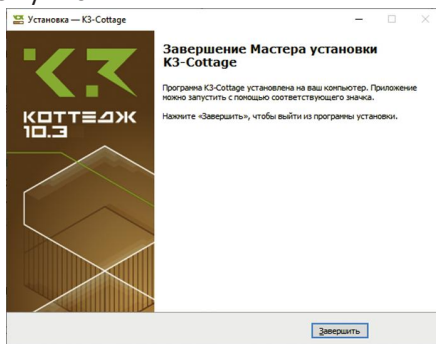 Установка — K3-Cottage
Завершение Мастера установки
K3-Cottage
Программа K3-Cottage установлена на ваш компьютер. Приложение
можно запустить с помощью соответствующего значка.
Нажмите «Завершить», чтобы выйти из программы установки.
К3
КОТТЕДЖ
10.3
Завершить